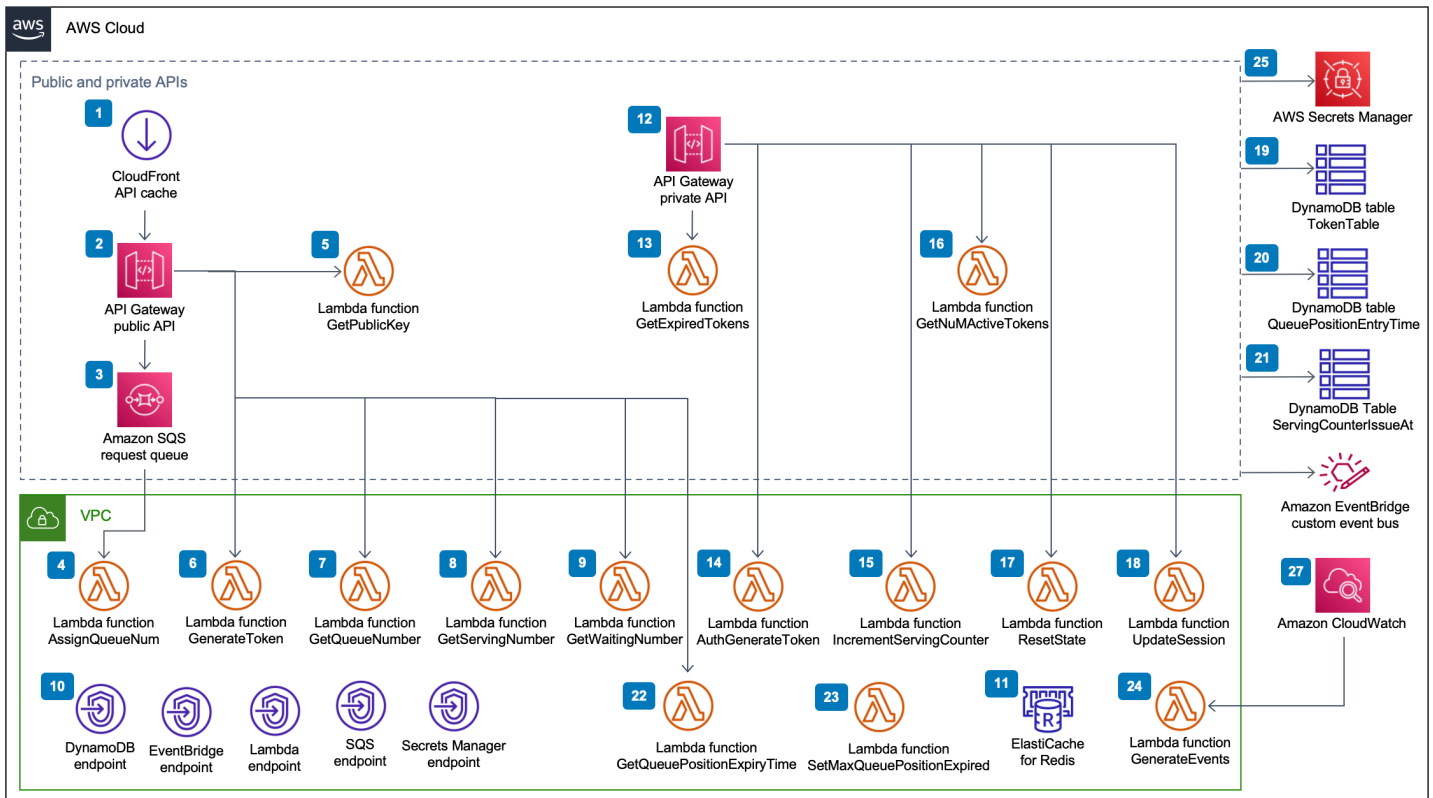 aws
AWS Cloud
Public and private APIs
1
CloudFront
API cache
2
API Gateway
public API
3
Amazon SQS
request queue
5
Lambda function
GetPublicKey
12
API Gateway
private API
13
Lambda function
GetExpiredTokens
16
Lambda function
GetNuMActiveTokens
25
AWS Secrets Manager
19
DynamoDB table
TokenTable
20
DynamoDB table
QueuePositionEntryTime
21
DynamoDB Table
ServingCounterIssueAt
Amazon EventBridge
custom event bus
27
Amazon CloudWatch
VPC
4
Lambda function
AssignQueueNum
6
Lambda function
GenerateToken
7
Lambda function
GetQueueNumber
8
Lambda function
GetServingNumber
9
Lambda function
GetWaitingNumber
14
Lambda function
AuthGenerateToken
15
Lambda function
IncrementServingCounter
17
Lambda function
ResetState
18
Lambda function
UpdateSession
10
DynamoDB
endpoint
EventBridge
endpoint
Lambda
endpoint
SQS
endpoint
Secrets Manager
endpoint
22
Lambda function
GetQueuePositionExpiryTime
23
Lambda function
SetMaxQueuePositionExpired
11
R
ElastiCache
for Redis
24
Lambda function
GenerateEvents